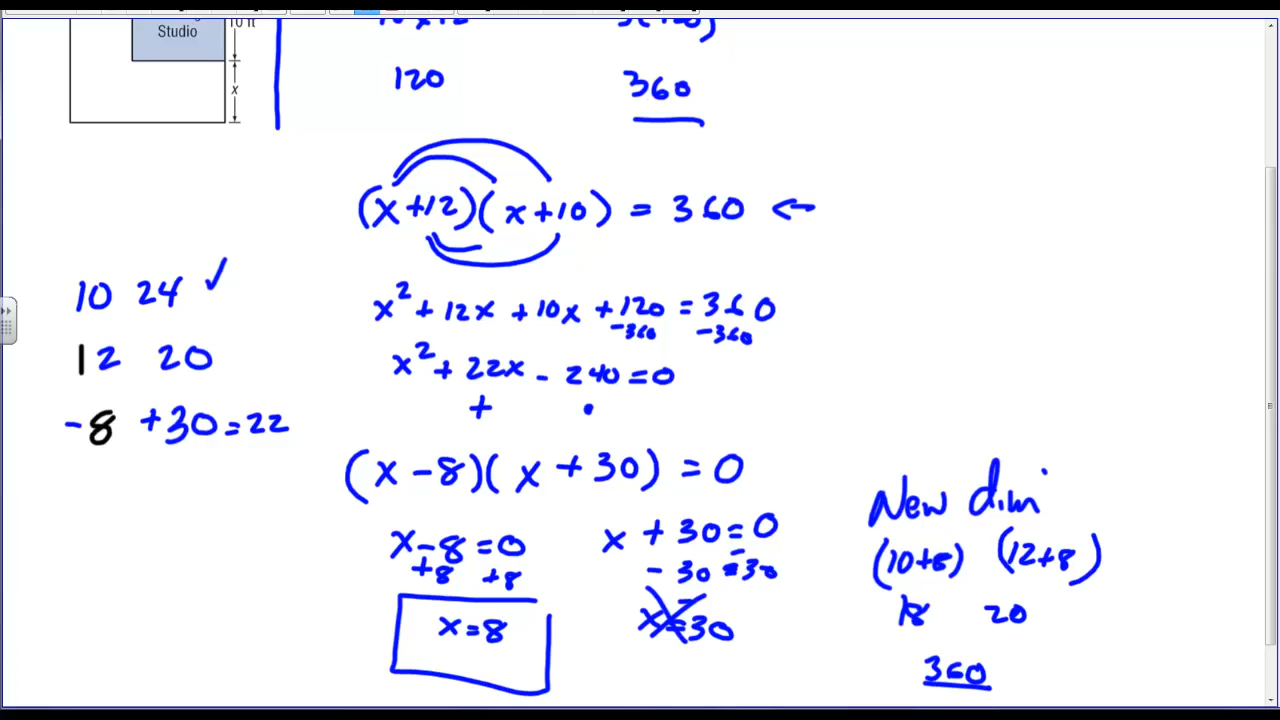 10 ft
Studio
x
120 360
(x+12)(x+10) = 360 ←
10 24 ✓
12 20
-8 +30=22
x² + 12x + 10x + 120 = 360
-360 -360
x² + 22x - 240 = 0
+ •
(x - 8)(x + 30) = 0
x-8=0
+8 +8
x=8
x + 30 = 0
- 30 = 30
x=30
New dim
(10+8) (12+8)
18 20
360